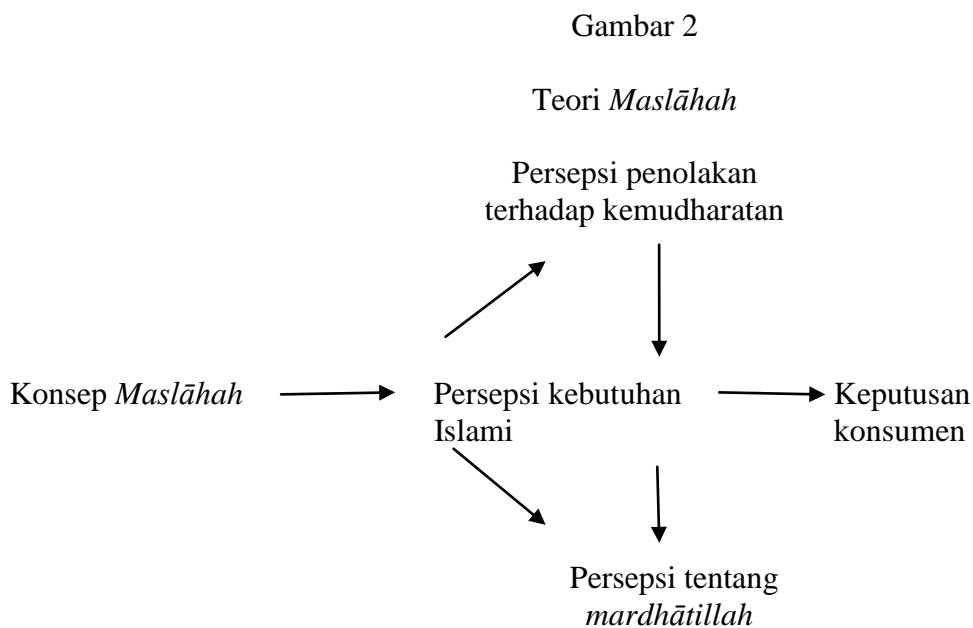 Gambar 2
Teori Maslāhah
Persepsi penolakan
terhadap kemudharatan
Konsep Maslāhah
Persepsi kebutuhan
Islami
Keputusan
konsumen
Persepsi tentang
mardhātillah